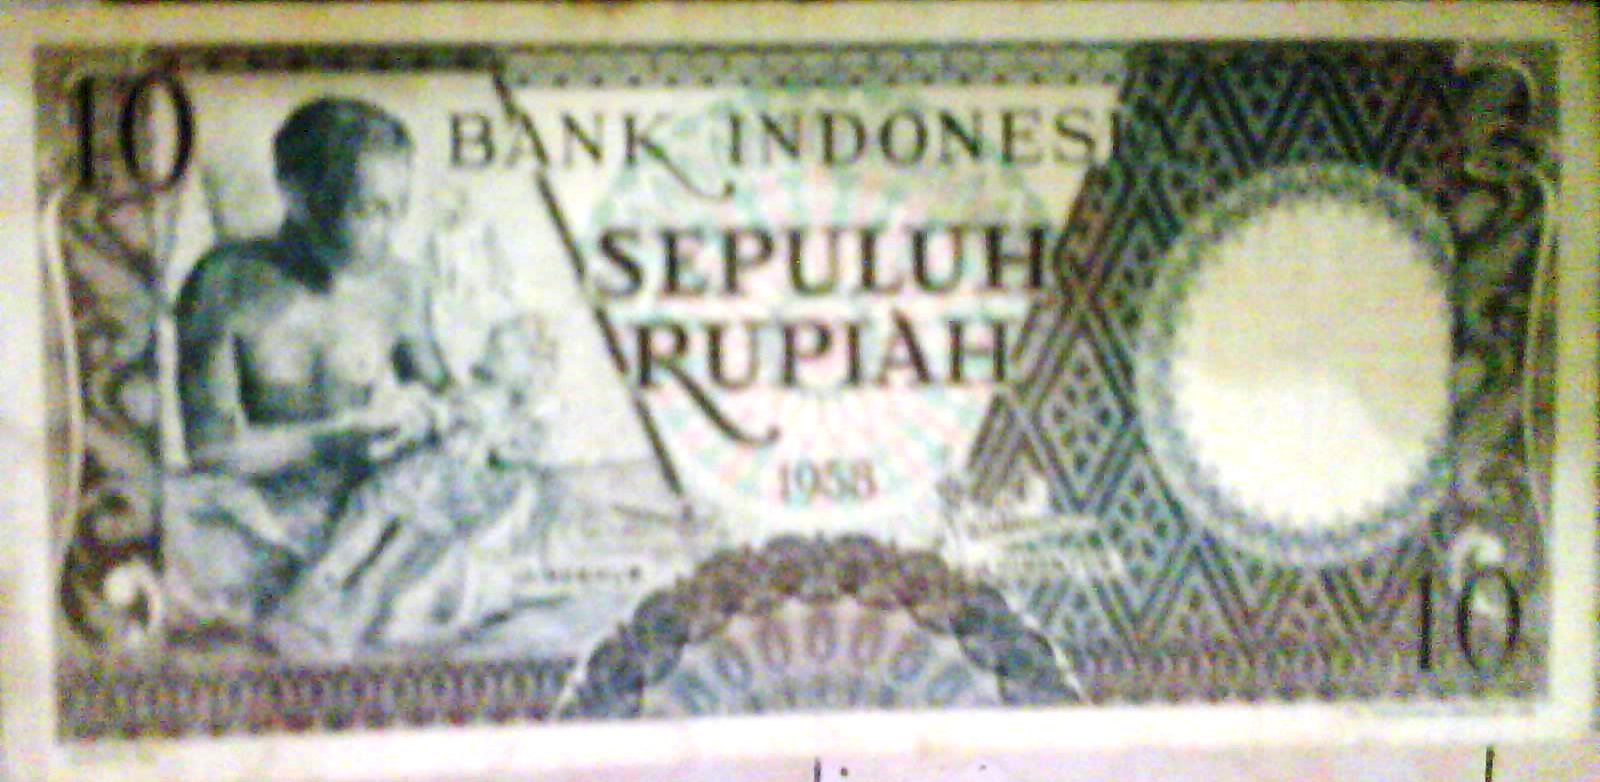 10
BANK INDONESIA
SEPULUH
RUPIAH
1958
10